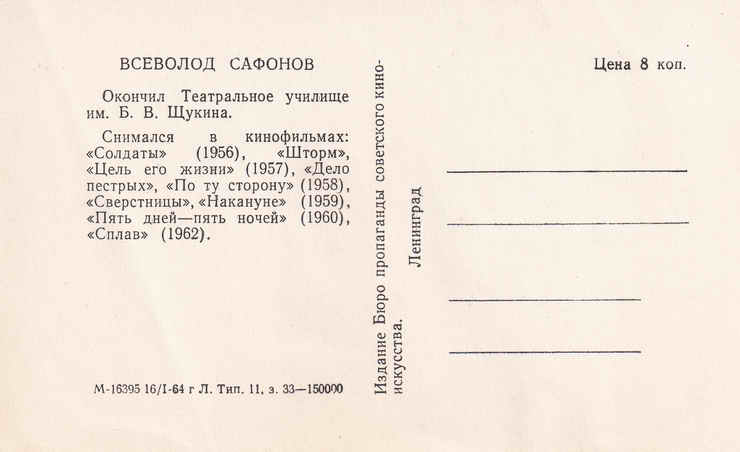 ВСЕВОЛОД САФОНОВ
Окончил Театральное училище
им. Б. В. Щукина.
Снимался в кинофильмах:
«Солдаты» (1956), «Шторм»,
«Цель его жизни» (1957), «Дело
пестрых», «По ту сторону» (1958),
«Сверстницы», «Накануне» (1959),
«Пять дней—пять ночей» (1960),
«Сплав» (1962).
М-16395 16/I-64 г Л. Тип. 11, з. 33—150000
Издание Бюро пропаганды советского кино-
искусства.
Ленинград
Цена 8 коп.